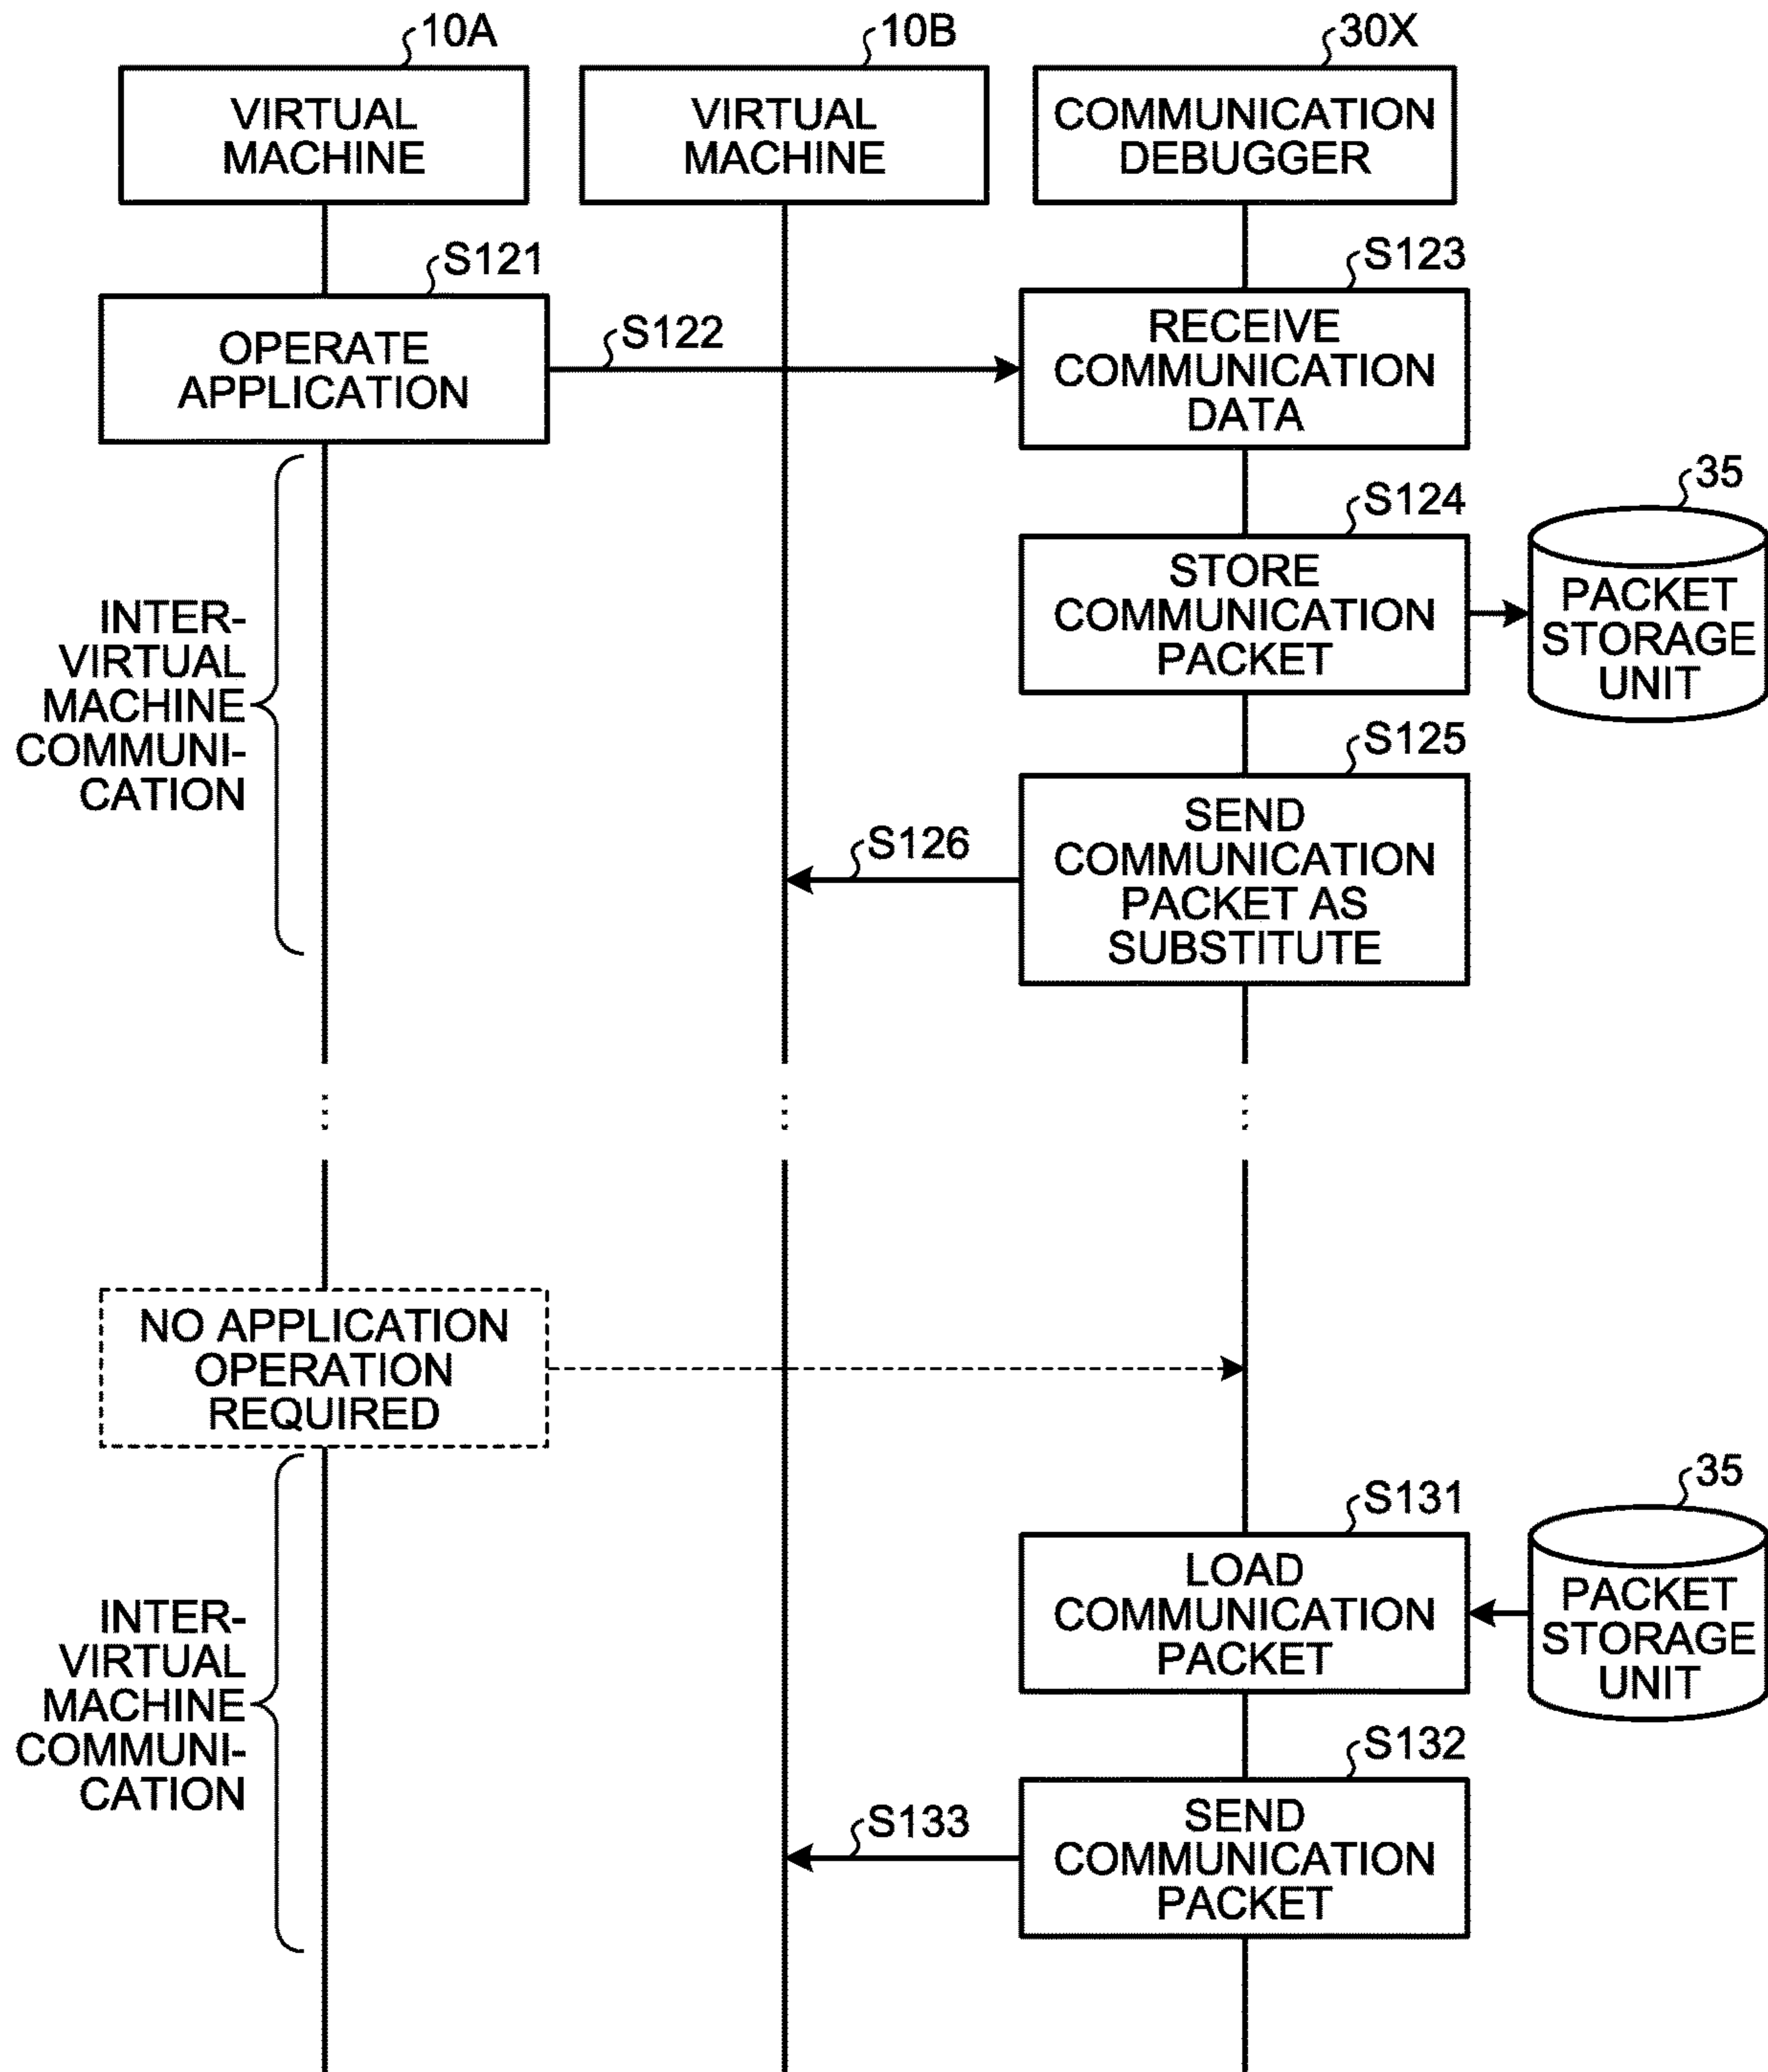 10A
10B
30X
VIRTUAL
MACHINE
VIRTUAL
MACHINE
COMMUNICATION
DEBUGGER
S121
OPERATE
APPLICATION
S122
S123
RECEIVE
COMMUNICATION
DATA
S124
STORE
COMMUNICATION
PACKET
35
PACKET
STORAGE
UNIT
INTER-
VIRTUAL
MACHINE
COMMUNI-
CATION
S125
SEND
COMMUNICATION
PACKET AS
SUBSTITUTE
S126
NO APPLICATION
OPERATION
REQUIRED
INTER-
VIRTUAL
MACHINE
COMMUNI-
CATION
S131
LOAD
COMMUNICATION
PACKET
35
PACKET
STORAGE
UNIT
S132
SEND
COMMUNICATION
PACKET
S133